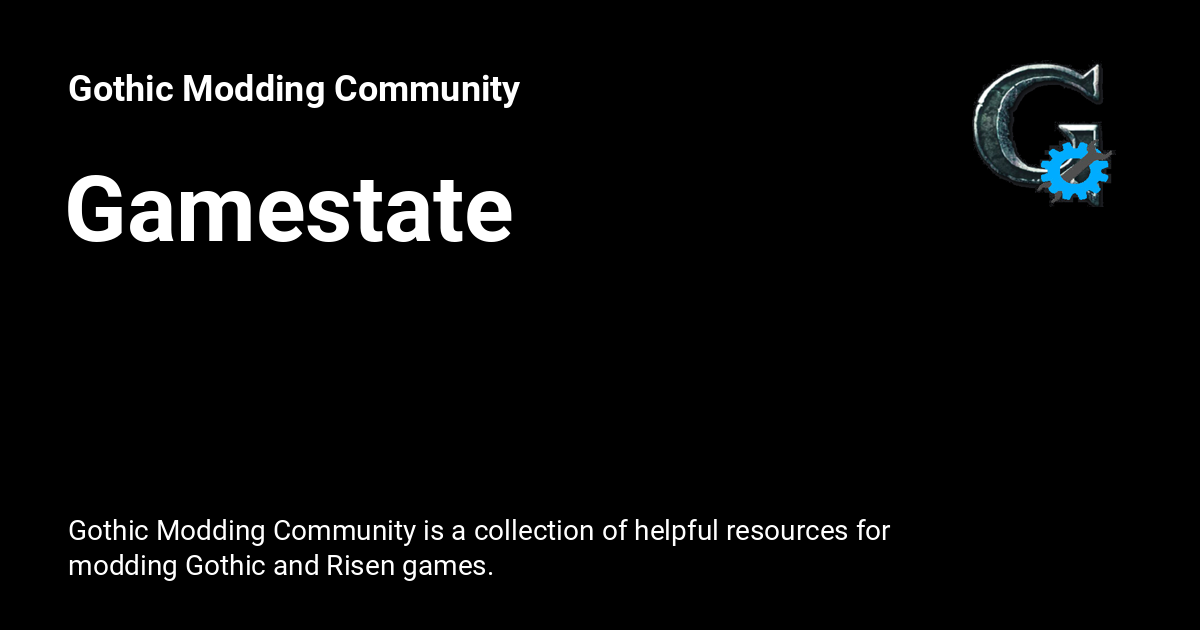 Gothic Modding Community
G
Gamestate
Gothic Modding Community is a collection of helpful resources for
modding Gothic and Risen games.